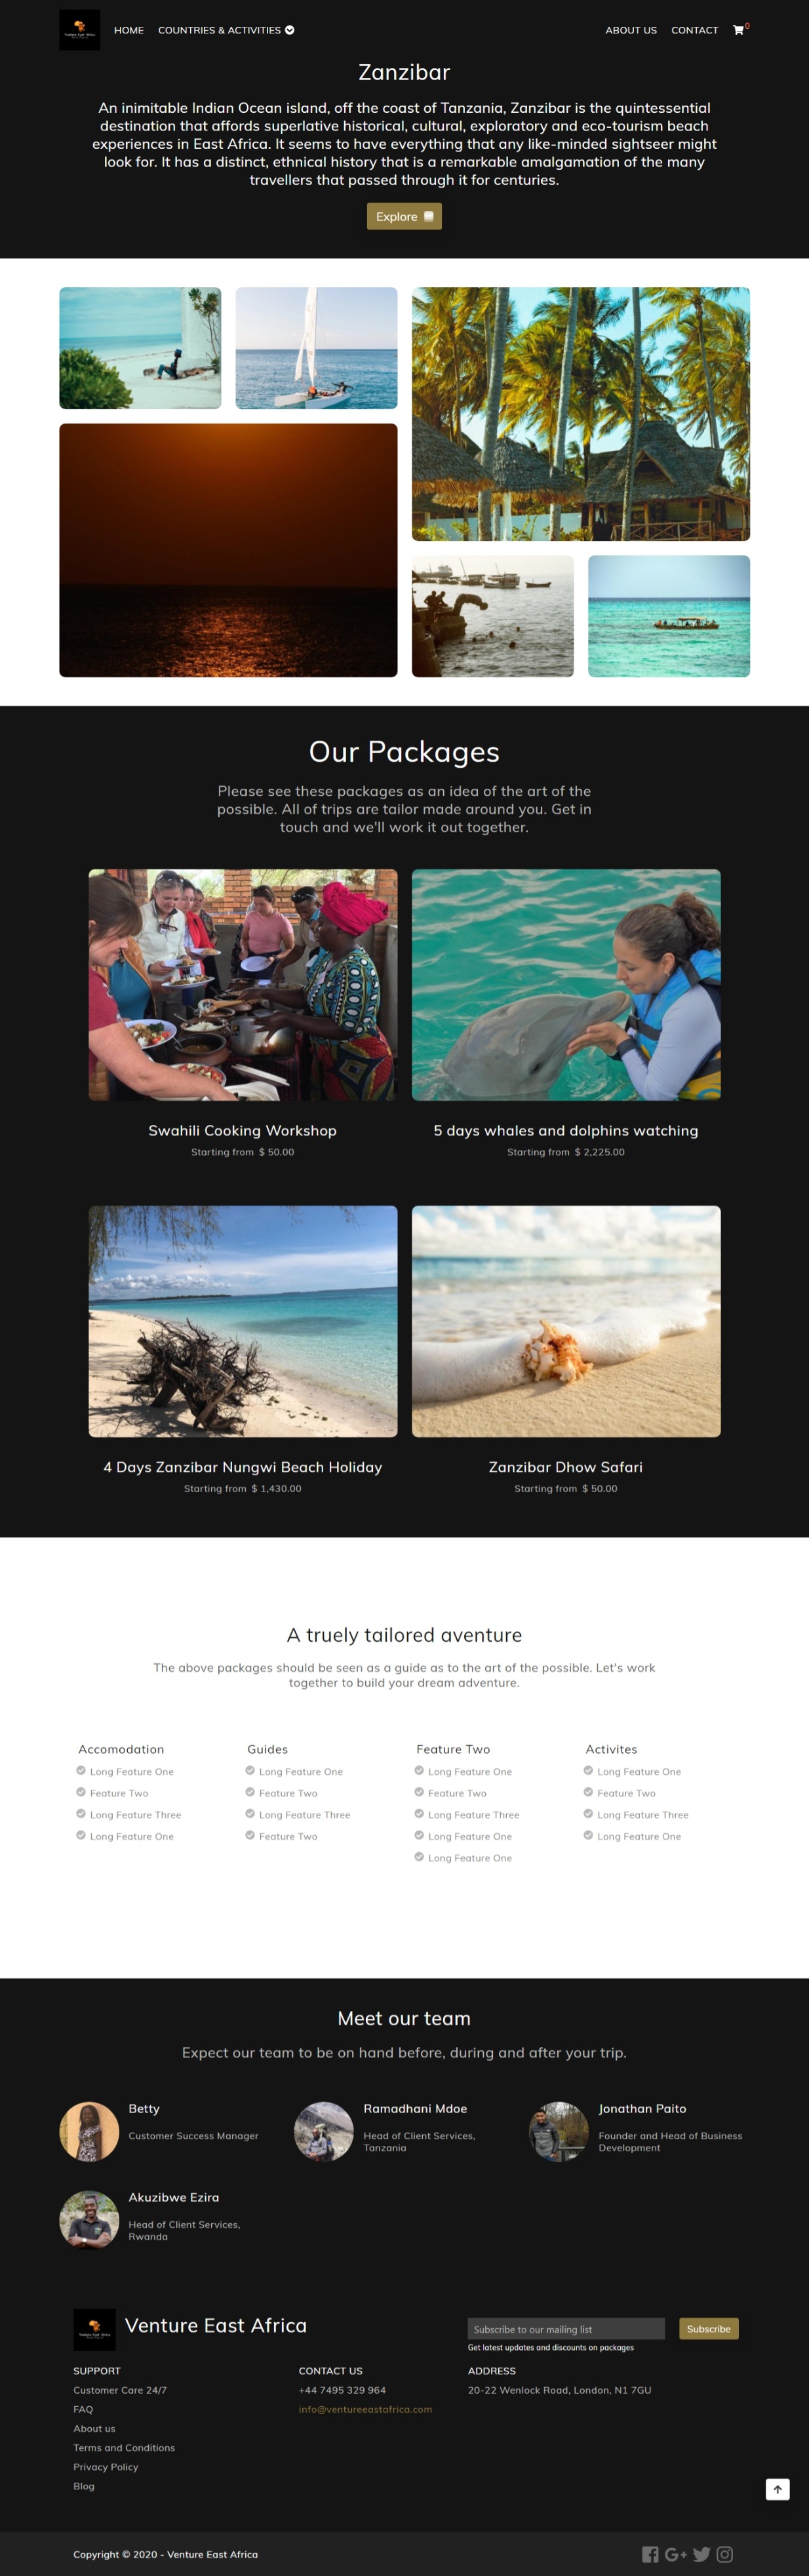 HOME COUNTRIES & ACTIVITIES ABOUT US CONTACT 0
Zanzibar
An inimitable Indian Ocean island, off the coast of Tanzania, Zanzibar is the quintessential
destination that affords superlative historical, cultural, exploratory and eco-tourism beach
experiences in East Africa. It seems to have everything that any like-minded sightseer might
look for. It has a distinct, ethnical history that is a remarkable amalgamation of the many
travellers that passed through it for centuries.
Explore
Our Packages
Please see these packages as an idea of the art of the
possible. All of trips are tailor made around you. Get in
touch and we'll work it out together.
Swahili Cooking Workshop
Starting from $ 50.00
5 days whales and dolphins watching
Starting from $ 2,225.00
4 Days Zanzibar Nungwi Beach Holiday
Starting from $ 1,430.00
Zanzibar Dhow Safari
Starting from $ 50.00
A truely tailored aventure
The above packages should be seen as a guide as to the art of the possible. Let's work
together to build your dream adventure.
Accomodation
Long Feature One
Feature Two
Long Feature Three
Long Feature One
Guides
Long Feature One
Feature Two
Long Feature Three
Feature Two
Feature Two
Long Feature One
Feature Two
Long Feature Three
Long Feature One
Long Feature One
Activites
Long Feature One
Feature Two
Long Feature Three
Long Feature One
Meet our team
Expect our team to be on hand before, during and after your trip.
Betty
Customer Success Manager
Ramadhani Mdoe
Head of Client Services,
Tanzania
Jonathan Paito
Founder and Head of Business
Development
Akuzibwe Ezira
Head of Client Services,
Rwanda
Venture East Africa
Subscribe to our mailing list
Subscribe
Get latest updates and discounts on packages
SUPPORT
Customer Care 24/7
FAQ
About us
Terms and Conditions
Privacy Policy
Blog
CONTACT US
+44 7495 329 964
info@ventureeastafrica.com
ADDRESS
20-22 Wenlock Road, London, N1 7GU
Copyright © 2020 - Venture East Africa